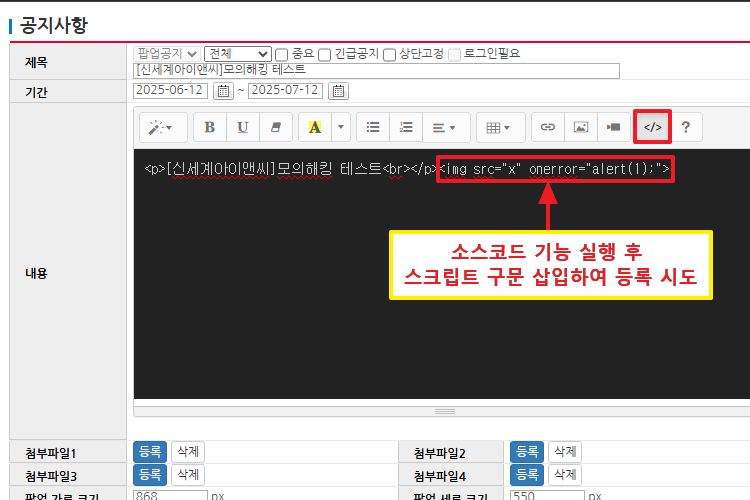 공지사항
제목
팝업공지 전체 중요 긴급공지 상단고정 로그인필요
[신세계아이앤씨]모의해킹 테스트
기간
2025-06-12 ~ 2025-07-12
B U A </> ?
<p>[신세계아이앤씨]모의해킹 테스트<br></p><img src="x" onerror="alert(1);">
소스코드 기능 실행 후
스크립트 구문 삽입하여 등록 시도
내용
첨부파일1 등록 삭제 첨부파일2 등록 삭제
첨부파일3 등록 삭제 첨부파일4 등록 삭제
팝업 가로 크기 868 px 팝업 세로 크기 550 px